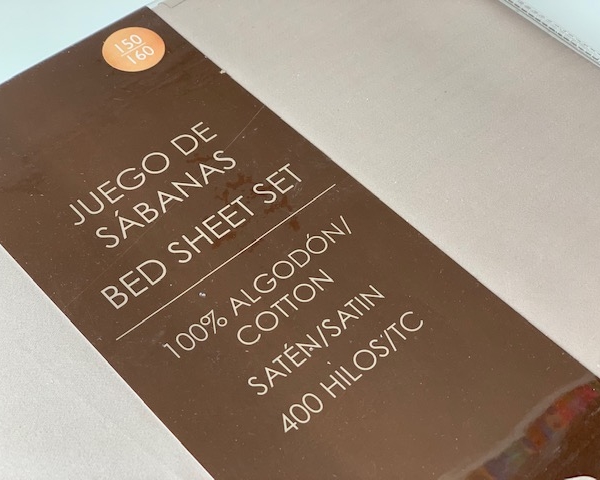 150
160
JUEGO DE
SÁBANAS
BED SHEET SET
100% ALGODÓN/
COTTON
SATÉN/SATIN
400 HILOS/TC